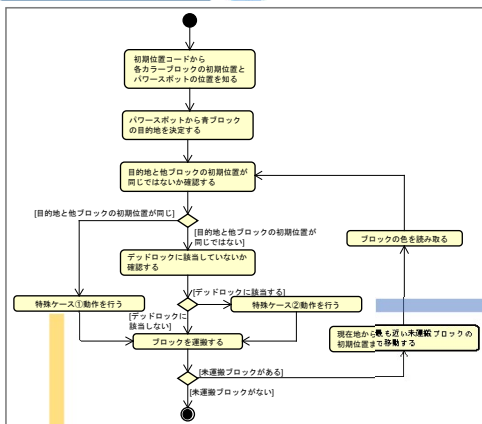 初期位置コードから
各カラーブロックの初期位置と
パワースポットの位置を知る
パワースポットから青ブロック
の目的地を決定する
目的地と他ブロックの初期位置が
同じではないか確認する
[目的地と他ブロックの初期位置が同じ]
[目的地と他ブロックの初期位置が
同じではない]
ブロックの色を読み取る
デッドロックに該当していないか
確認する
[デッドロックに該当する]
特殊ケース①動作を行う
特殊ケース②動作を行う
[デッドロックに
該当しない]
ブロックを運搬する
現在地から最も近い未運搬ブロックの
初期位置まで移動する
[未運搬ブロックがある]
[未運搬ブロックがない]